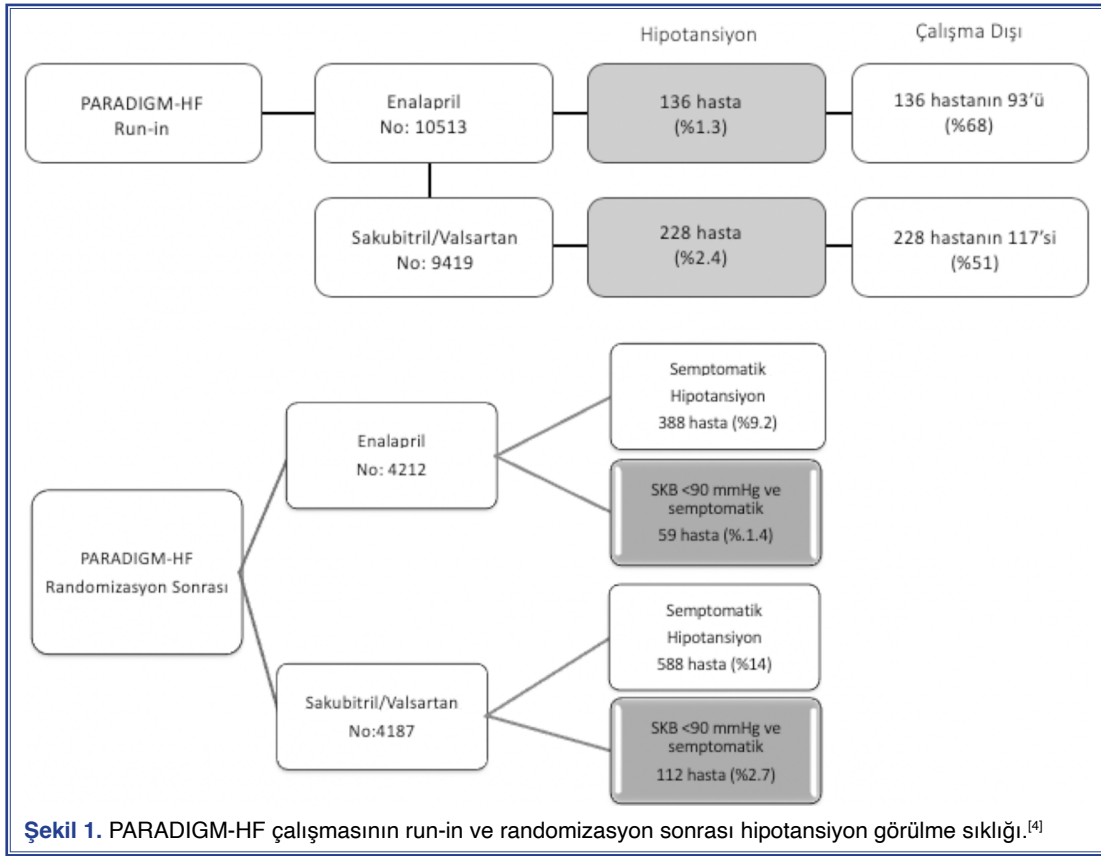 Hipotansiyon
Çalışma Dışı
PARADIGM-HF
Run-in
Enalapril
No: 10513
136 hasta
(%1.3)
136 hastanın 93’ü
(%68)
Sakubitril/Valsartan
No: 9419
228 hasta
(%2.4)
228 hastanın 117’si
(%51)
PARADIGM-HF
Randomizasyon Sonrası
Enalapril
No: 4212
Semptomatik
Hipotansiyon
388 hasta (%9.2)
SKB <90 mmHg ve
semptomatik
59 hasta (%.1.4)
Sakubitril/Valsartan
No:4187
Semptomatik
Hipotansiyon
588 hasta (%14)
SKB <90 mmHg ve
semptomatik
112 hasta (%2.7)
Şekil 1. PARADIGM-HF çalışmasının run-in ve randomizasyon sonrası hipotansiyon görülme sıklığı.[4]